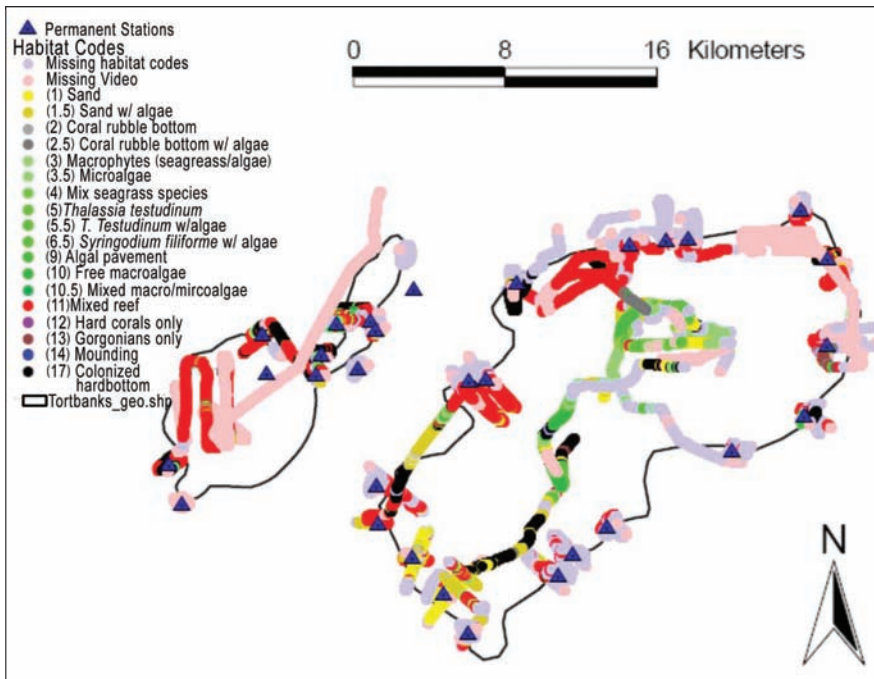 Permanent Stations
Habitat Codes
Missing habitat codes
Missing Video
(1) Sand
(1.5) Sand w/ algae
(2) Coral rubble bottom
(2.5) Coral rubble bottom w/ algae
(3) Macrophytes (seagreass/algae)
(3.5) Microalgae
(4) Mix seagrass species
(5)Thalassia testudinum
(5.5) T. Testudinum w/algae
(6.5) Syringodium filiforme w/ algae
(9) Algal pavement
(10) Free macroalgae
(10.5) Mixed macro/mircoalgae
(11)Mixed reef
(12) Hard corals only
(13) Gorgonians only
(14) Mounding
(17) Colonized
hardbottom
Tortbanks_geo.shp
0 8 16 Kilometers
N